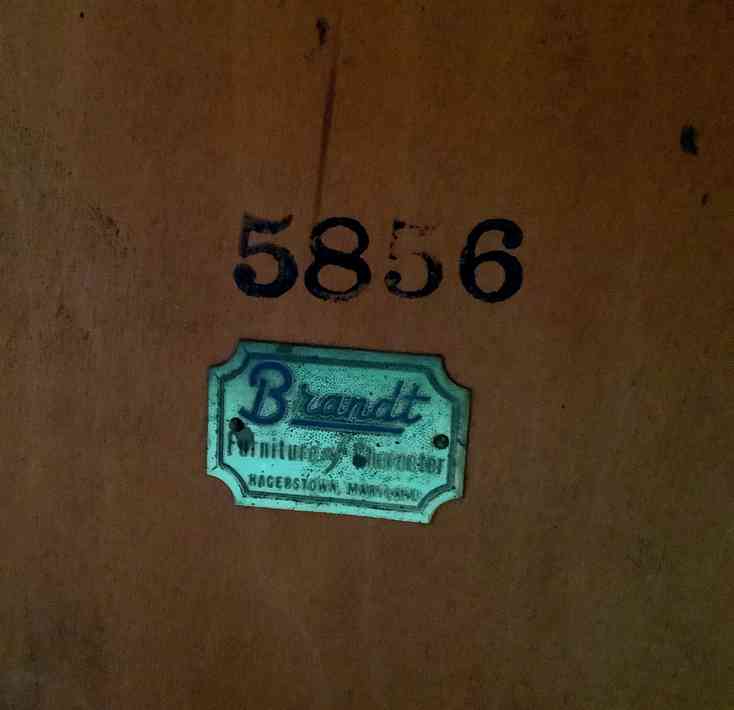 5856
Brandt
Furniture of Character
HAGERSTOWN, MARYLAND